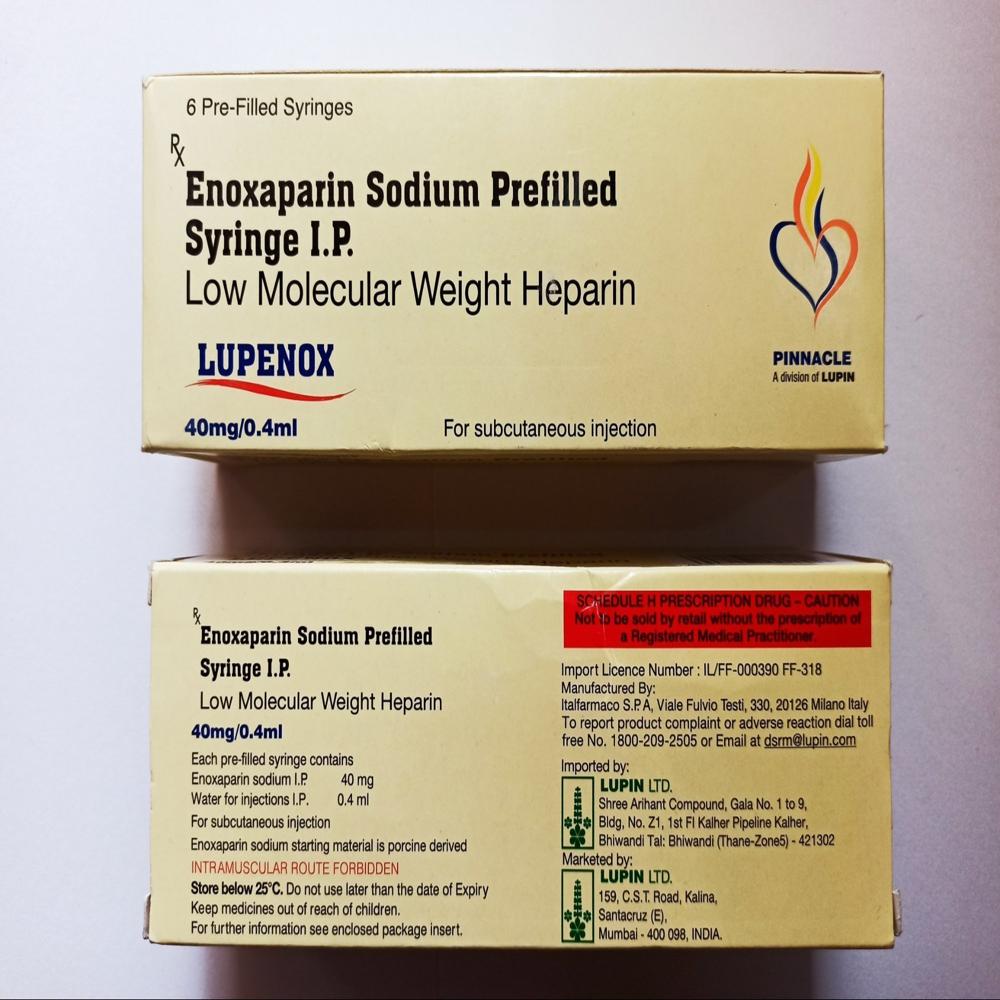 6 Pre-Filled Syringes
Rx
Enoxaparin Sodium Prefilled
Syringe I.P.
Low Molecular Weight Heparin
LUPENOX
40mg/0.4ml
For subcutaneous injection
PINNACLE
A division of LUPIN
Rx
Enoxaparin Sodium Prefilled
Syringe I.P.
Low Molecular Weight Heparin
40mg/0.4ml
Each pre-filled syringe contains
Enoxaparin sodium I.P. 40 mg
Water for injections I.P. 0.4 ml
For subcutaneous injection
Enoxaparin sodium starting material is porcine derived
INTRAMUSCULAR ROUTE FORBIDDEN
Store below 25°C. Do not use later than the date of Expiry
Keep medicines out of reach of children.
For further information see enclosed package insert.
SCHEDULE H PRESCRIPTION DRUG – CAUTION
Not to be sold by retail without the prescription of
a Registered Medical Practitioner.
Import Licence Number : IL/FF-000390 FF-318
Manufactured By:
Italfarmaco S.P.A, Viale Fulvio Testi, 330, 20126 Milano Italy
To report product complaint or adverse reaction dial toll
free No. 1800-209-2505 or Email at dsrm@lupin.com
Imported by:
LUPIN LTD.
Shree Arihant Compound, Gala No. 1 to 9,
Bldg, No. Z1, 1st Fl Kalher Pipeline Kalher,
Bhiwandi Tal: Bhiwandi (Thane-Zone5) - 421302
Marketed by:
LUPIN LTD.
159, C.S.T. Road, Kalina,
Santacruz (E),
Mumbai - 400 098, INDIA.